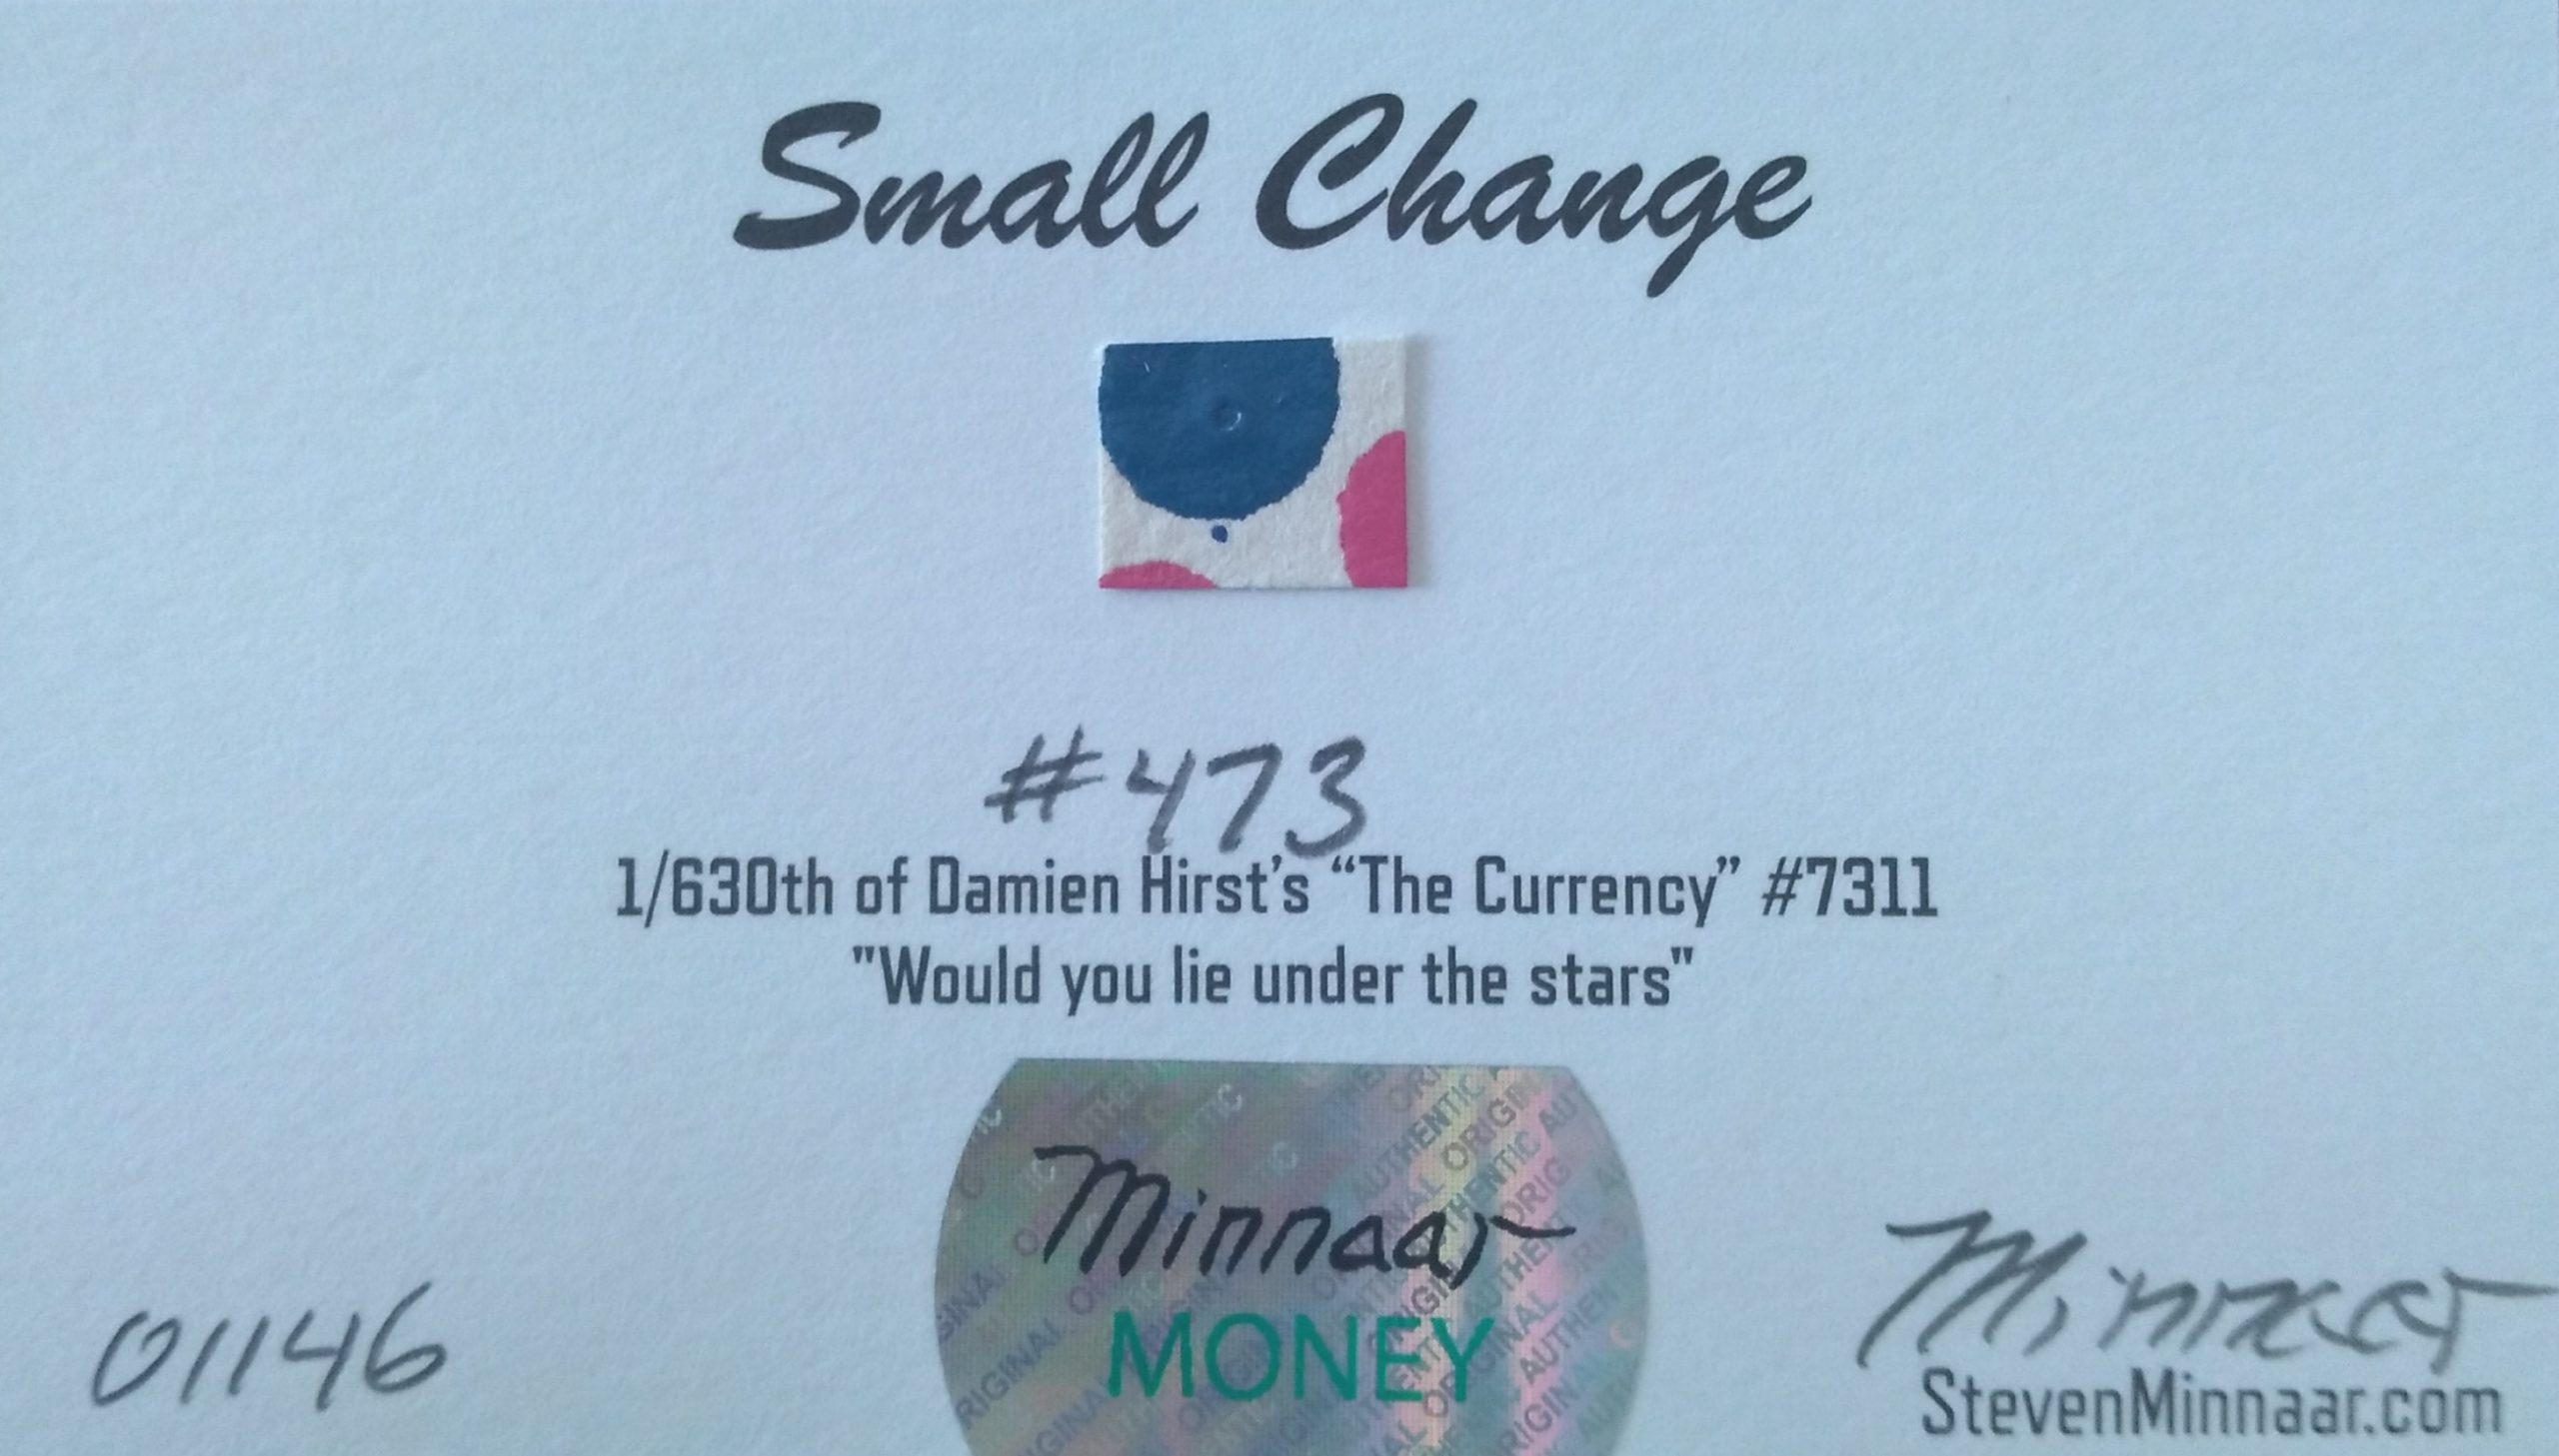 Small Change
#473
1/630th of Damien Hirst's “The Currency” #7311
"Would you lie under the stars"
Minnaar
MONEY
01146
Minnaar
StevenMinnaar.com